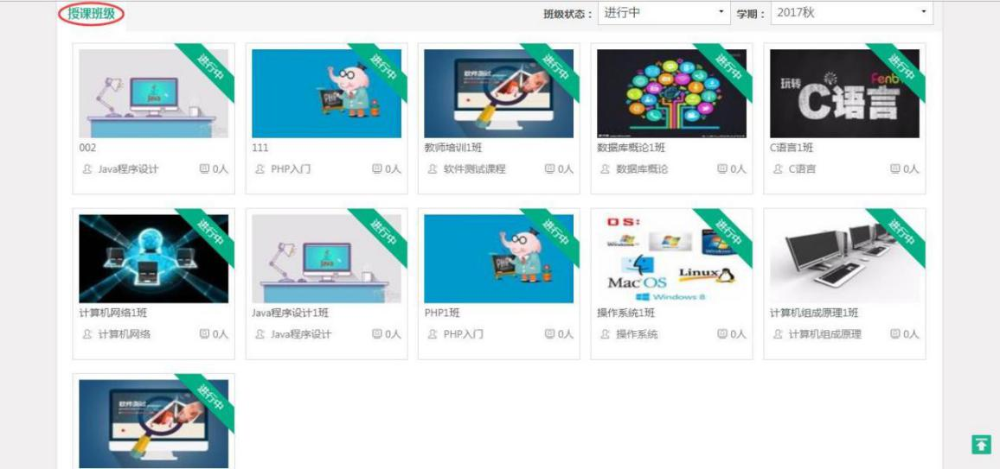 授课班级 班级状态： 进行中 学期： 2017秋
进行中 进行中 进行中 进行中 进行中
Java PHP 软件测试 玩转 C语言
002 111 教师培训1班 数据库概论1班 C语言1班
Java程序设计 0人 PHP入门 0人 软件测试课程 0人 数据库概论 0人 C语言 0人
进行中 进行中 进行中 进行中 进行中
Java PHP OS: Windows Mac OS Linux Windows 8
计算机网络1班 Java程序设计1班 PHP1班 操作系统1班 计算机组成原理1班
计算机网络 0人 Java程序设计 0人 PHP入门 0人 操作系统 0人 计算机组成原理 0人
进行中
软件测试